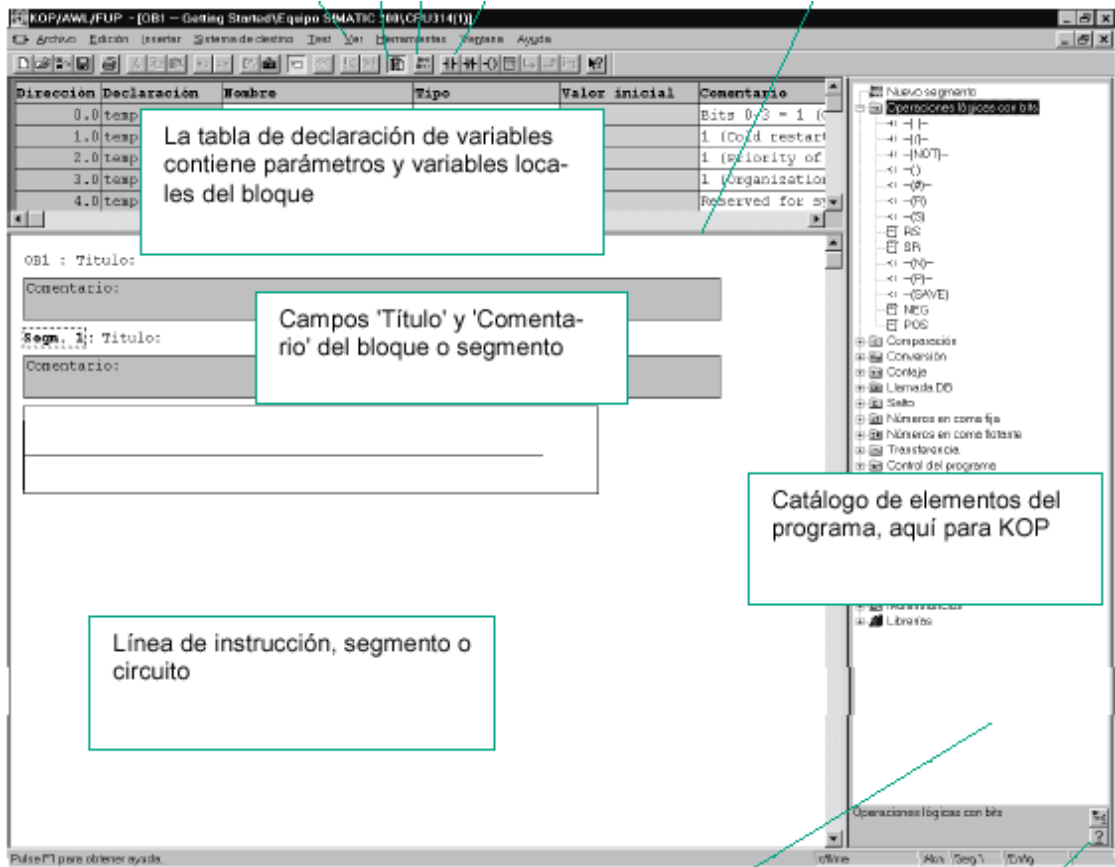 KOP/AWL/FUP - [OB1 — Getting Started\Equipo SIMATIC 300\CPU314(1)]
Archivo Edición Insertar Sistema de destino Test Ver Herramientas Ventana Ayuda
Dirección Declaración Nombre Tipo Valor inicial Comentario
0.0 temp Bits 0-3 = 1 (
1.0 temp 1 (Cold restart
2.0 temp 1 (priority of
3.0 temp 1 (Organization
4.0 temp Reserved for sy
La tabla de declaración de variables
contiene parámetros y variables loca-
les del bloque
OB1 : Título:
Comentario:
Segm. 1: Título:
Comentario:
Campos 'Título' y 'Comenta-
rio' del bloque o segmento
Línea de instrucción, segmento o
circuito
Nuevo segmento
Operaciones lógicas con bits
-| |-
-|/|-
-|NOT|-
-()
-(#)-
-(R)
-(S)
RS
SR
-(N)-
-(P)-
-(SAVE)
NEG
POS
Comparación
Conversión
Contaje
Llamada DB
Salto
Números en coma fija
Números en coma flotante
Transferencia
Control del programa
Catálogo de elementos del
programa, aquí para KOP
Librerías
Operaciones lógicas con bits
Pulse F1 para obtener ayuda.
offline Abs Seg 1